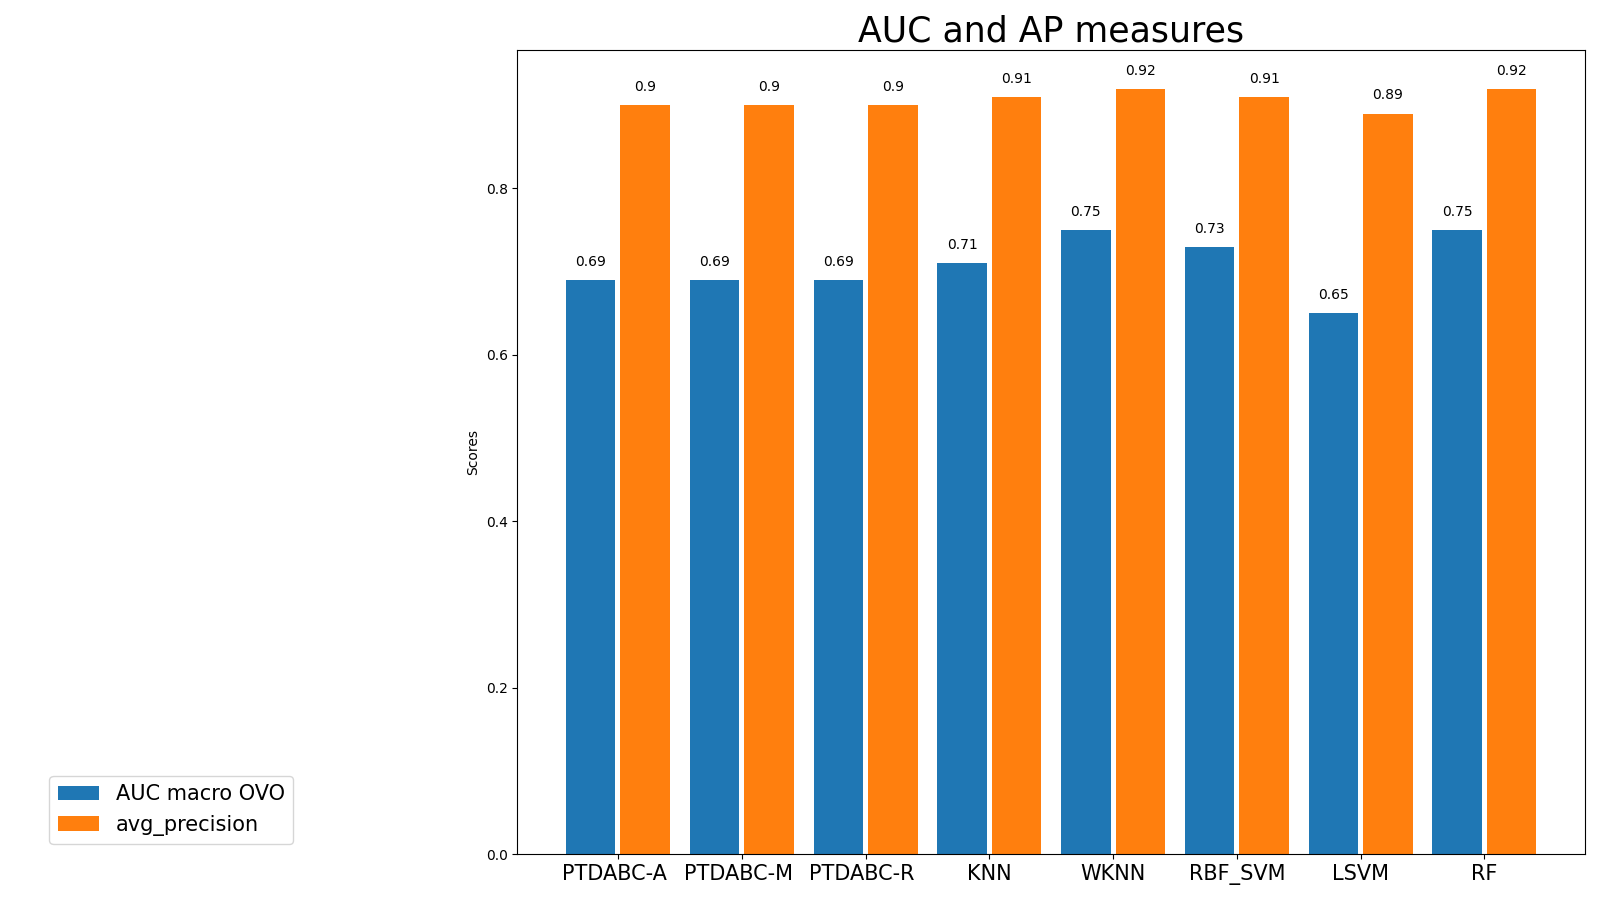 AUC and AP measures
0.9 0.9 0.9 0.91 0.92 0.91 0.89 0.92
0.69 0.69 0.69 0.71 0.75 0.73 0.65 0.75
0.8
0.6
Scores
0.4
0.2
0.0
PTDABC-A PTDABC-M PTDABC-R KNN WKNN RBF_SVM LSVM RF
AUC macro OVO
avg_precision